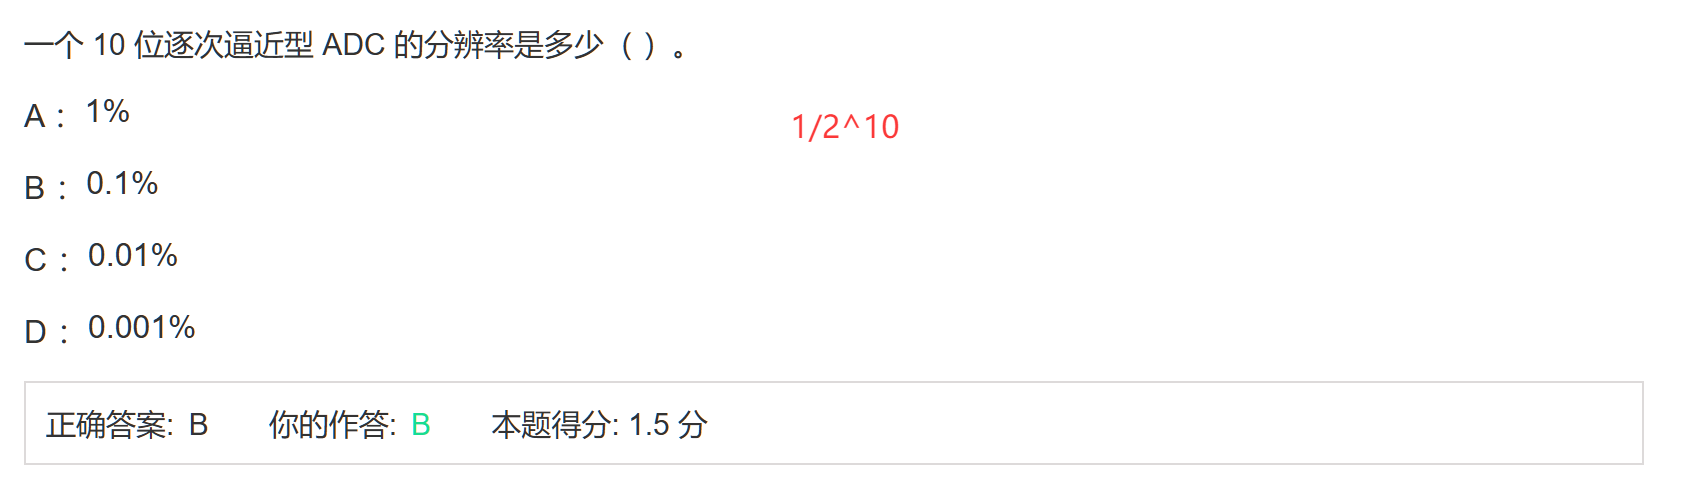 一个 10 位逐次逼近型 ADC 的分辨率是多少（ ）。
A： 1%
1/2^10
B： 0.1%
C： 0.01%
D： 0.001%
正确答案: B 你的作答: B 本题得分: 1.5 分